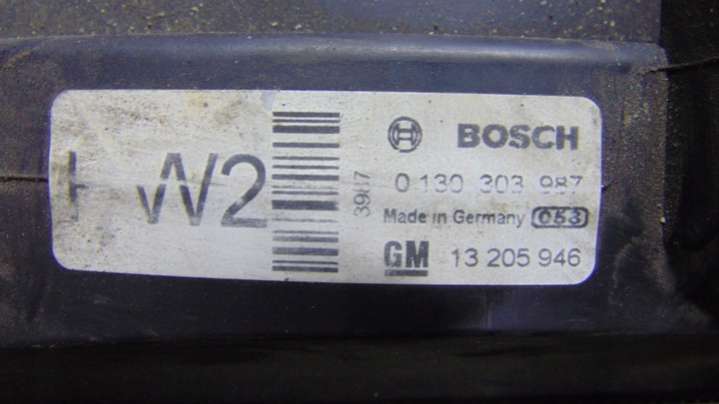 W2
3987
BOSCH
0 130 303 987
Made in Germany 053
GM 13 205 946